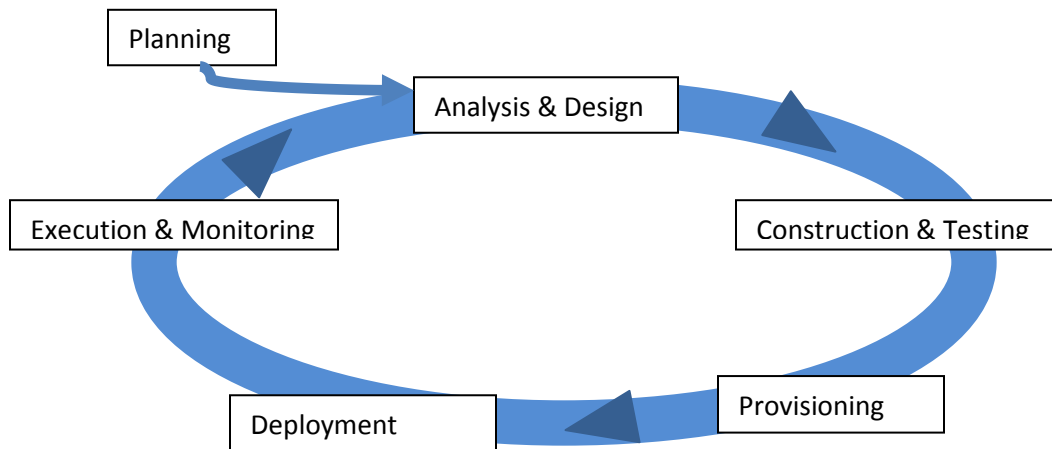 Planning
Analysis & Design
Execution & Monitoring
Construction & Testing
Provisioning
Deployment